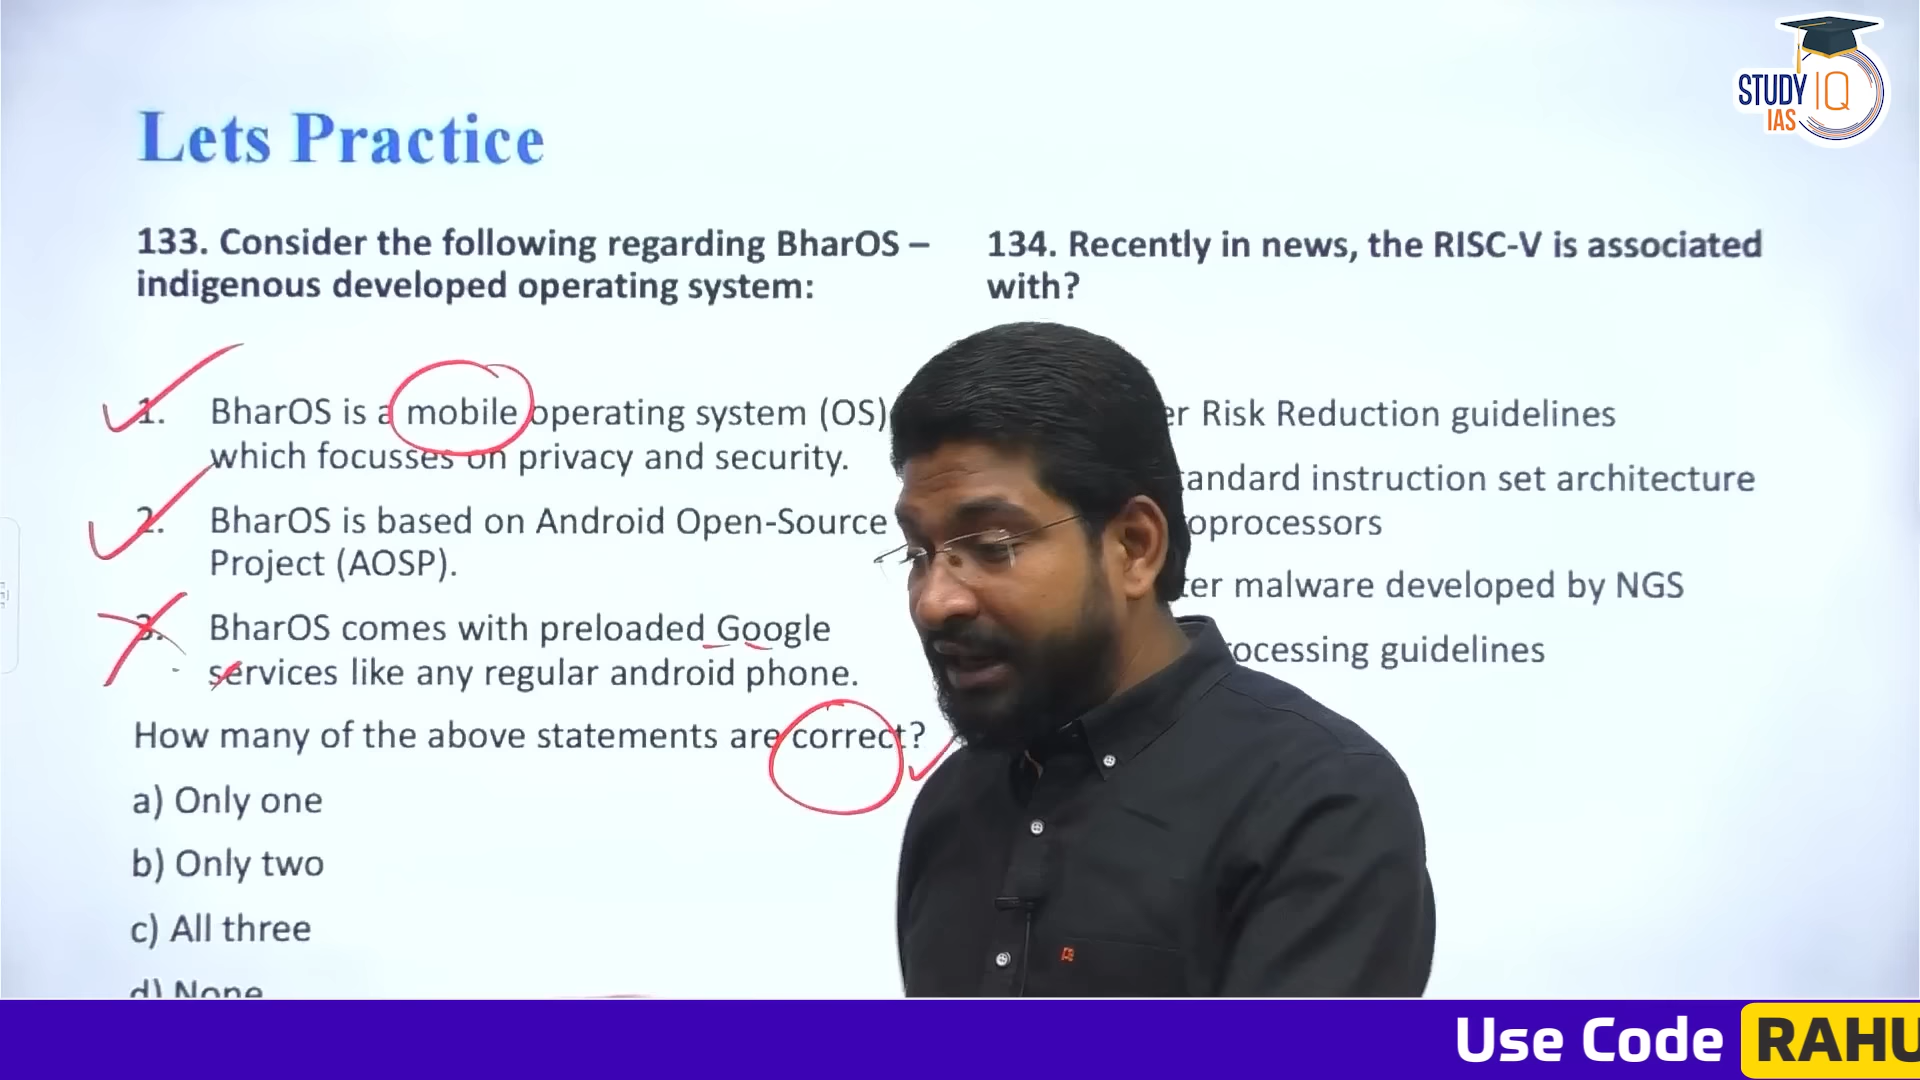 STUDY IQ
IAS
Lets Practice
133. Consider the following regarding BharOS –
indigenous developed operating system:
1. BharOS is a mobile operating system (OS)
which focusses on privacy and security.
2. BharOS is based on Android Open-Source
Project (AOSP).
3. BharOS comes with preloaded Google
services like any regular android phone.
How many of the above statements are correct?
a) Only one
b) Only two
c) All three
d) None
134. Recently in news, the RISC-V is associated
with?
Risk Reduction guidelines
instruction set architecture
malware developed by NGS
guidelines
Use Code